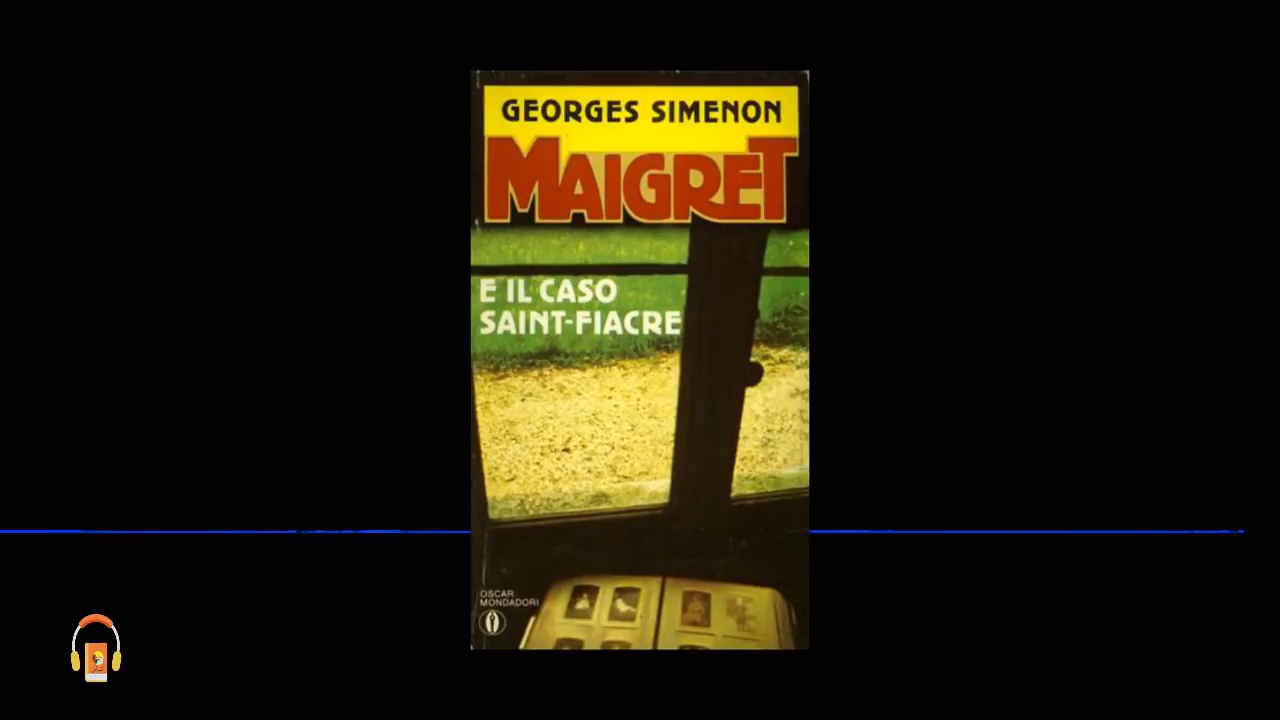 GEORGES SIMENON
MAIGRET
E IL CASO
SAINT-FIACRE
OSCAR
MONDADORI